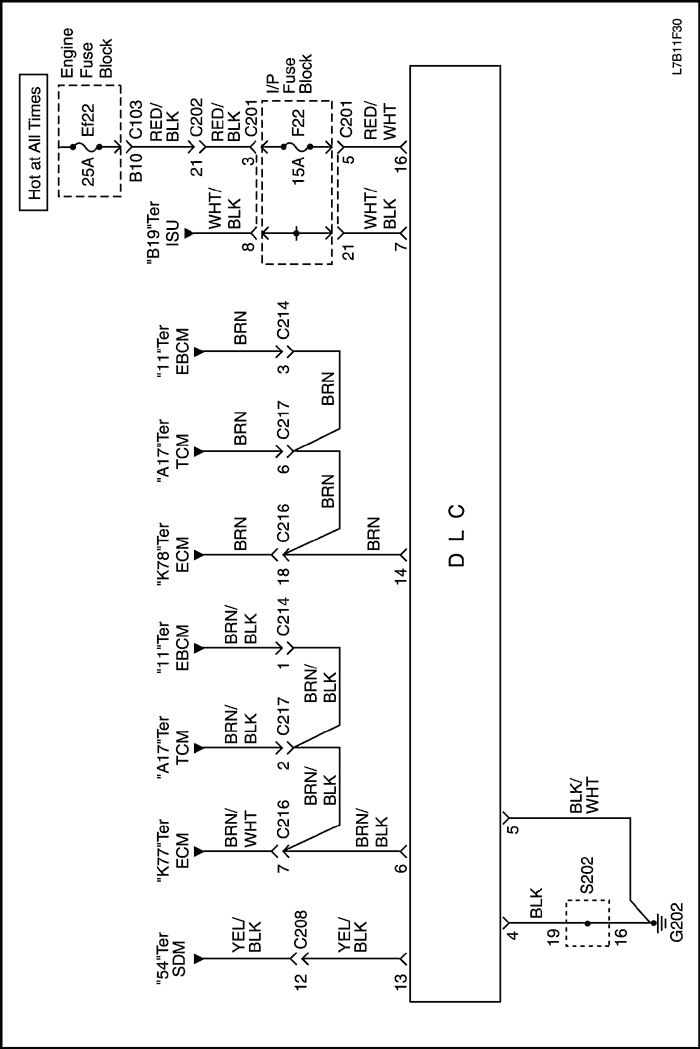 Hot at All Times
Engine
Fuse
Block
25A
Ef22
B10
C103
RED/
BLK
21
C202
RED/
BLK
3
C201
I/P
Fuse
Block
15A
F22
5
C201
RED/
WHT
16
"B19"Ter
ISU
WHT/
BLK
8
21
WHT/
BLK
7
"11"Ter
EBCM
BRN
3
C214
BRN
"A17"Ter
TCM
BRN
6
C217
BRN
"K78"Ter
ECM
BRN
18
C216
BRN
14
"11"Ter
EBCM
BRN/
BLK
1
C214
BRN/
BLK
"A17"Ter
TCM
BRN/
BLK
2
C217
BRN/
BLK
"K77"Ter
ECM
BRN/
WHT
7
C216
BRN/
BLK
6
"54"Ter
SDM
YEL/
BLK
12
C208
YEL/
BLK
13
D L C
5
BLK/
WHT
4
BLK
19
S202
16
G202
L7B11F30